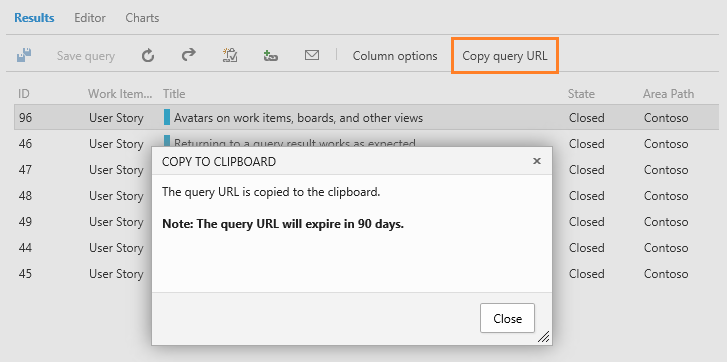 Results Editor Charts
Save query Column options Copy query URL
ID Work Item... Title State Area Path
96 User Story Avatars on work items, boards, and other views Closed Contoso
46 User Story Returning to a query result works as expected Closed Contoso
47 User Story Closed Contoso
48 User Story Closed Contoso
49 User Story Closed Contoso
44 User Story Closed Contoso
45 User Story Closed Contoso
COPY TO CLIPBOARD
The query URL is copied to the clipboard.
Note: The query URL will expire in 90 days.
Close